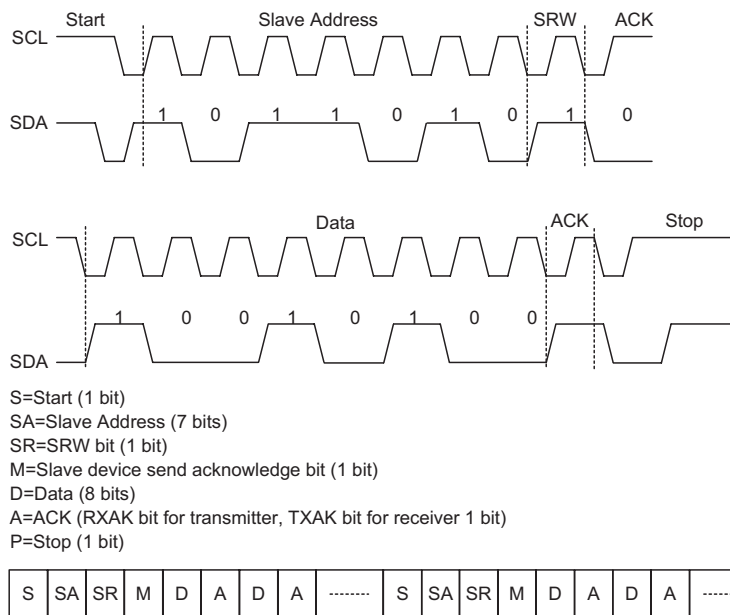 Start Slave Address SRW ACK
SCL
1 0 1 1 0 1 0 1 0
SDA
Data ACK Stop
SCL
1 0 0 1 0 1 0 0
SDA
S=Start (1 bit)
SA=Slave Address (7 bits)
SR=SRW bit (1 bit)
M=Slave device send acknowledge bit (1 bit)
D=Data (8 bits)
A=ACK (RXAK bit for transmitter, TXAK bit for receiver 1 bit)
P=Stop (1 bit)
S SA SR M D A D A -------- S SA SR M D A D A -----